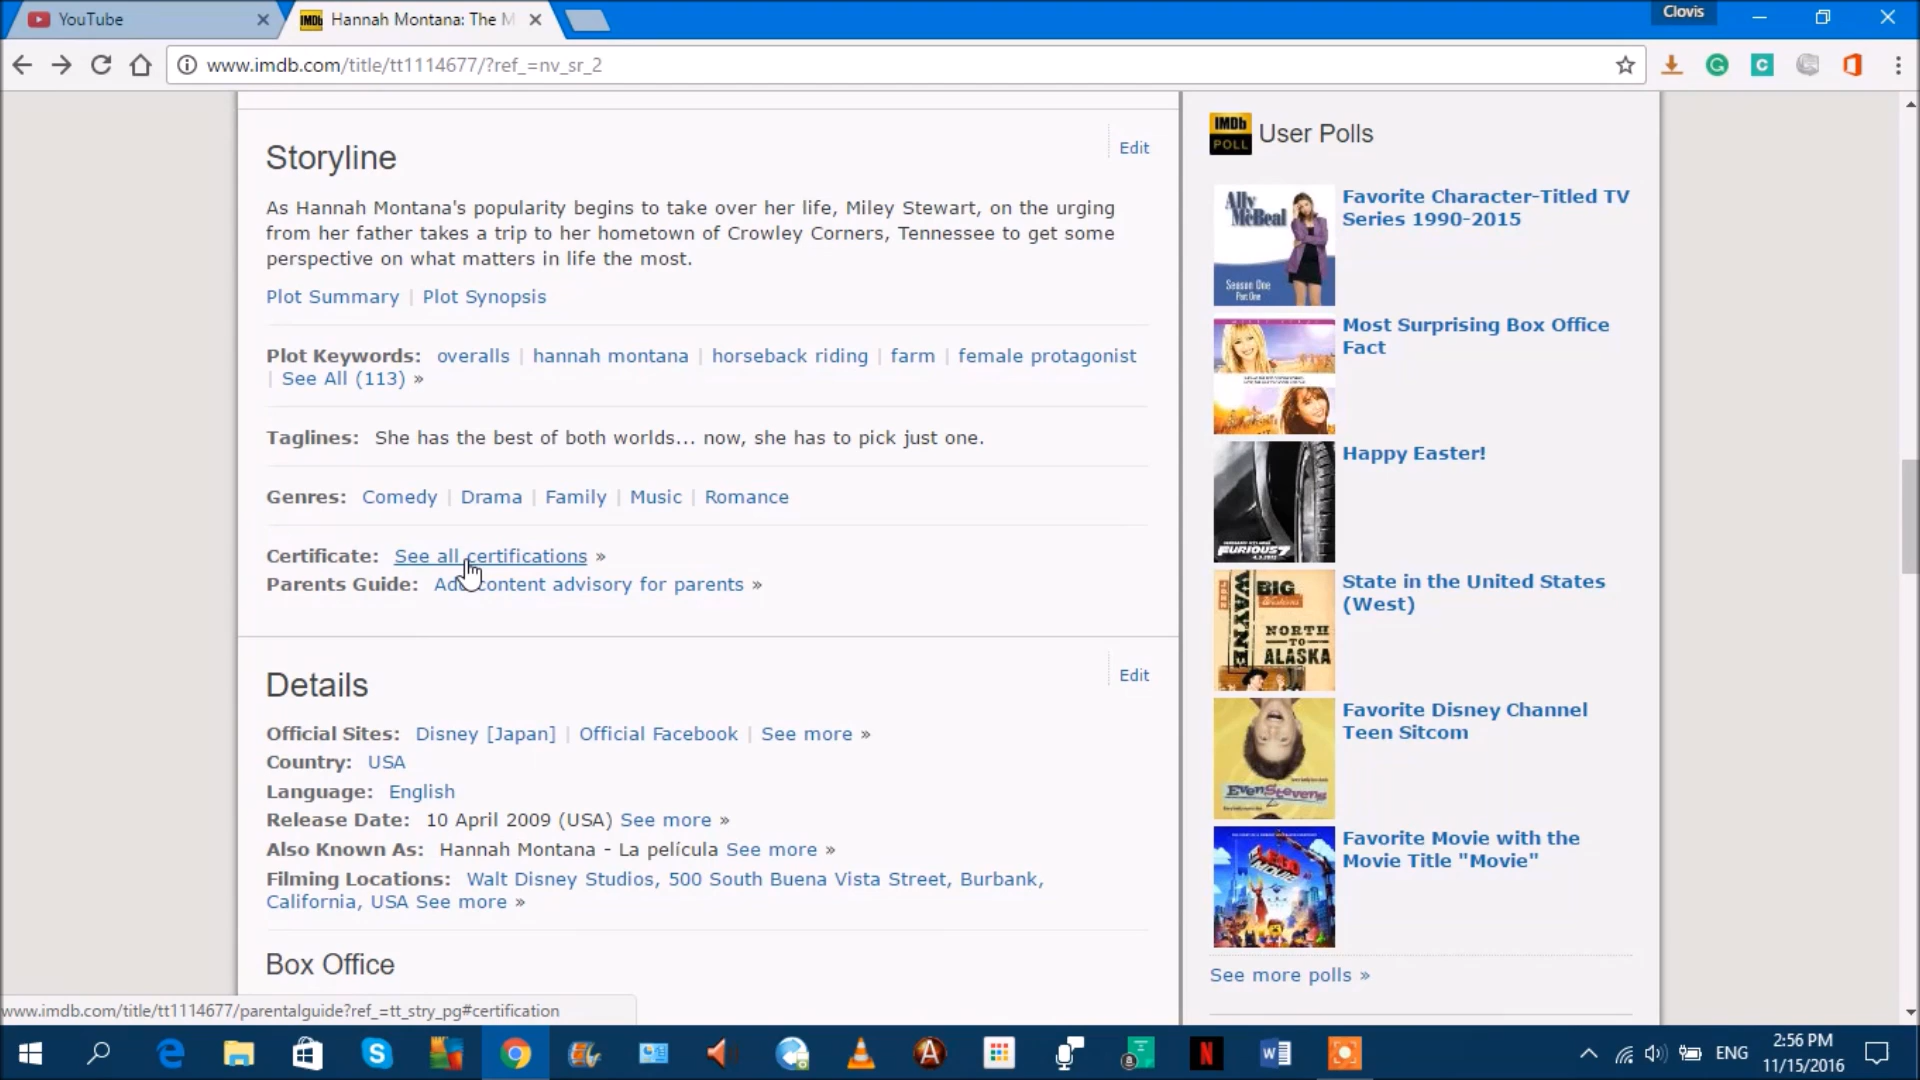 YouTube
IMDb Hannah Montana: The M
Clovis
www.imdb.com/title/tt1114677/?ref_=nv_sr_2
Storyline
Edit
As Hannah Montana's popularity begins to take over her life, Miley Stewart, on the urging
from her father takes a trip to her hometown of Crowley Corners, Tennessee to get some
perspective on what matters in life the most.
Plot Summary | Plot Synopsis
Plot Keywords: overalls | hannah montana | horseback riding | farm | female protagonist
| See All (113) »
Taglines: She has the best of both worlds... now, she has to pick just one.
Genres: Comedy | Drama | Family | Music | Romance
Certificate: See all certifications »
Parents Guide: Add content advisory for parents »
Details
Edit
Official Sites: Disney [Japan] | Official Facebook | See more »
Country: USA
Language: English
Release Date: 10 April 2009 (USA) See more »
Also Known As: Hannah Montana - La película See more »
Filming Locations: Walt Disney Studios, 500 South Buena Vista Street, Burbank,
California, USA See more »
Box Office
IMDb
POLL
User Polls
Ally
McBeal
Season One
Part One
Favorite Character-Titled TV
Series 1990-2015
Most Surprising Box Office
Fact
Happy Easter!
FURIOUS 7
State in the United States
(West)
WAYNE
BIG
NORTH
TO
ALASKA
Favorite Disney Channel
Teen Sitcom
Even Stevens
Favorite Movie with the
Movie Title "Movie"
LEGO
MOVIE
See more polls »
www.imdb.com/title/tt1114677/parentalguide?ref_=tt_stry_pg#certification
ENG
2:56 PM
11/15/2016